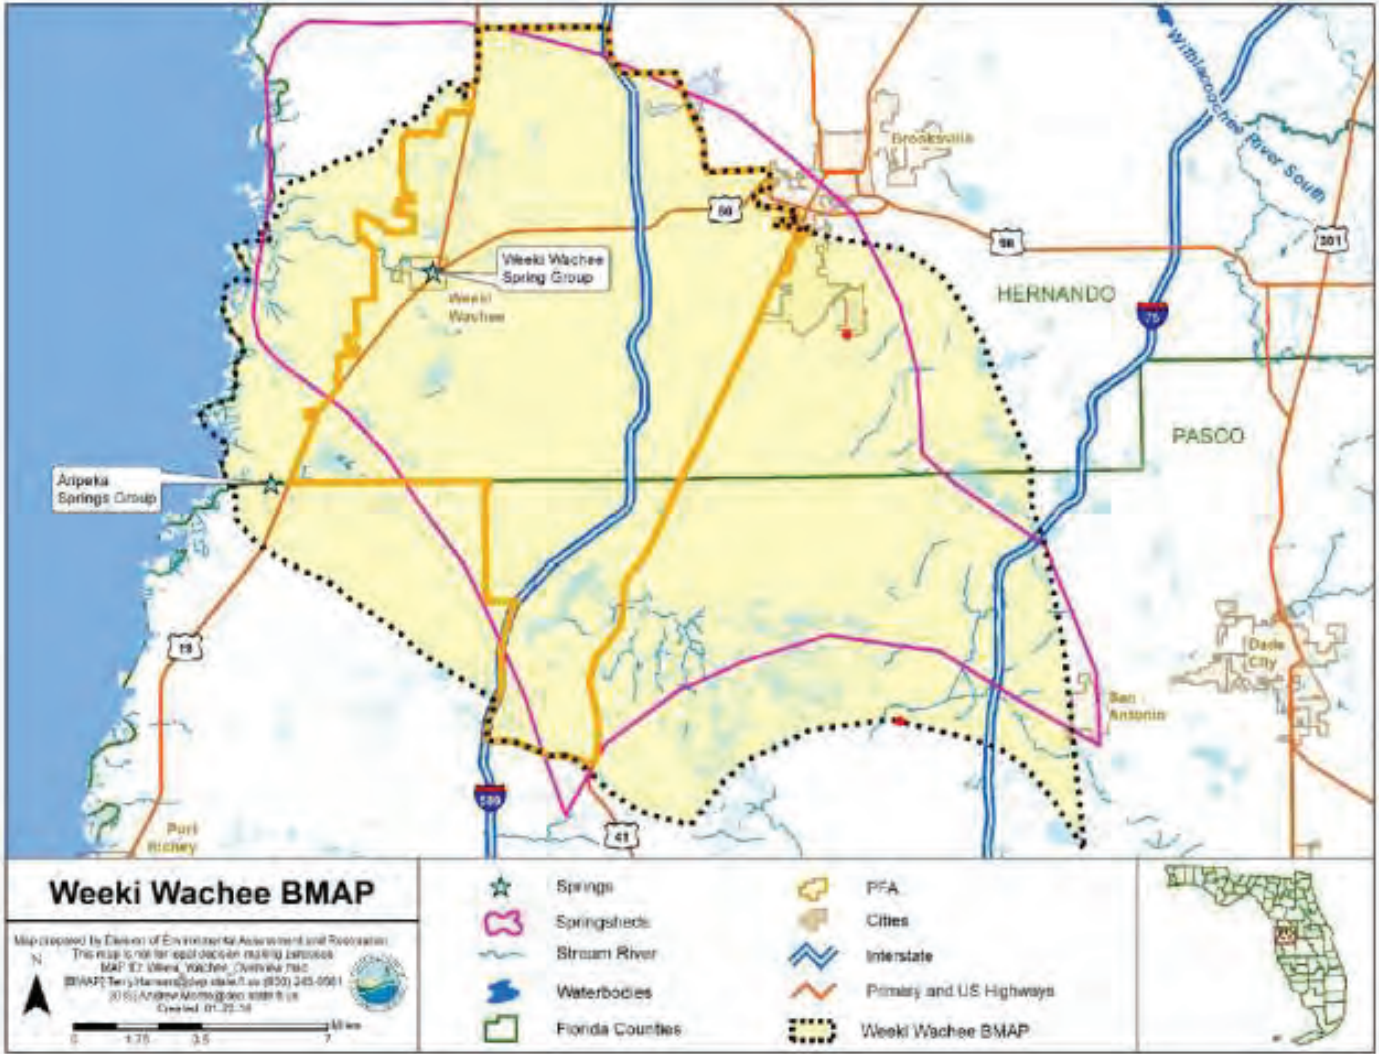 Withlacoochee River South
Brooksville
50
98
301
Weeki Wachee
Spring Group
Weeki
Wachee
HERNANDO
75
PASCO
Aripeka
Springs Group
19
Dade
City
San
Antonio
589
41
Port
Richey
Weeki Wachee BMAP
Map prepared by Division of Environmental Assessment and Restoration
This map is not for legal decision making purposes
Created
N
Miles
0 1.75 3.5 7
Springs
Springsheds
Stream River
Waterbodies
Florida Counties
PFA
Cities
Interstate
Primary and US Highways
Weeki Wachee BMAP